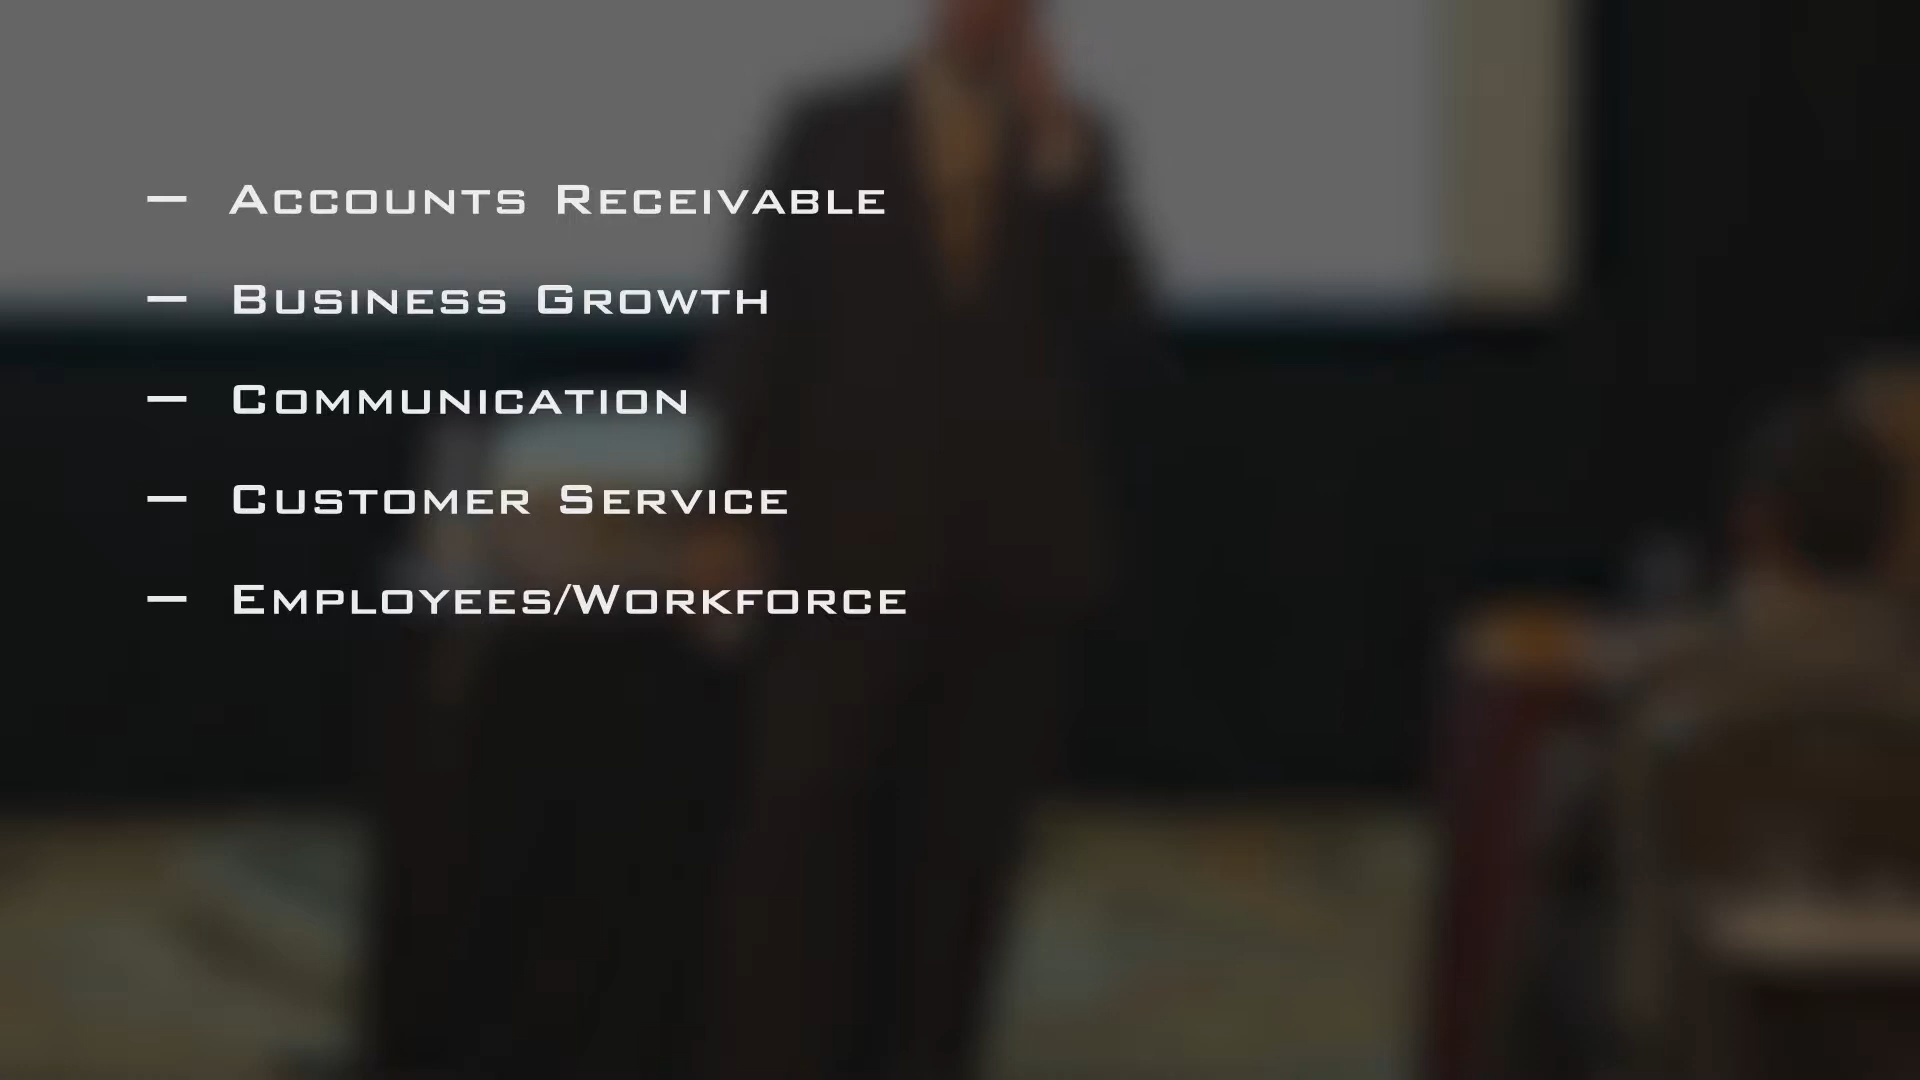 – Accounts Receivable
– Business Growth
– Communication
– Customer Service
– Employees/Workforce